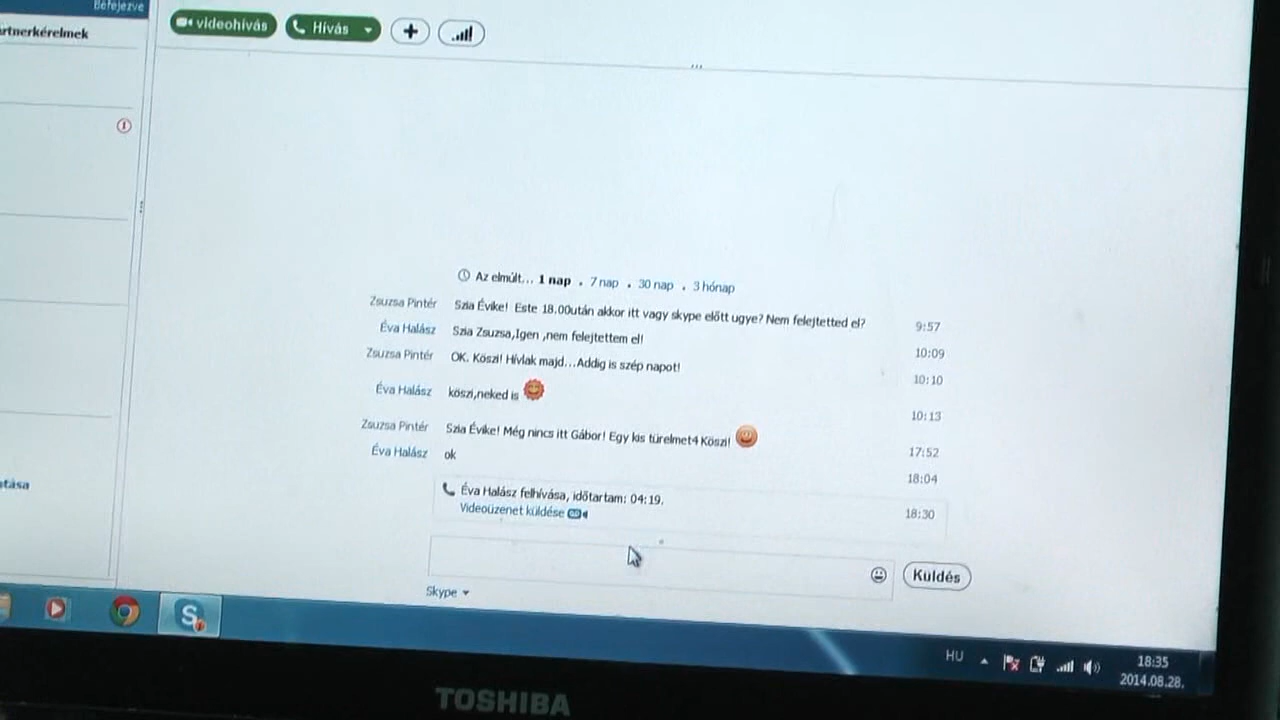 Befejezve
rtnerkérelmek
videohívás
Hívás
Az elmúlt... 1 nap . 7 nap . 30 nap . 3 hónap
Zsuzsa Pintér Szia Évike! Este 18.00után akkor itt vagy skype előtt ugye? Nem felejtetted el? 9:57
Éva Halász Szia Zsuzsa,Igen ,nem felejtettem el! 10:09
Zsuzsa Pintér OK. Köszi! Hívlak majd...Addig is szép napot! 10:10
Éva Halász köszi,neked is 10:13
Zsuzsa Pintér Szia Évike! Még nincs itt Gábor! Egy kis türelmet4 Köszi! 17:52
Éva Halász ok 18:04
Éva Halász felhívása, időtartam: 04:19.
Videoüzenet küldése 18:30
Küldés
Skype
tása
HU
18:35
2014.08.28.
TOSHIBA